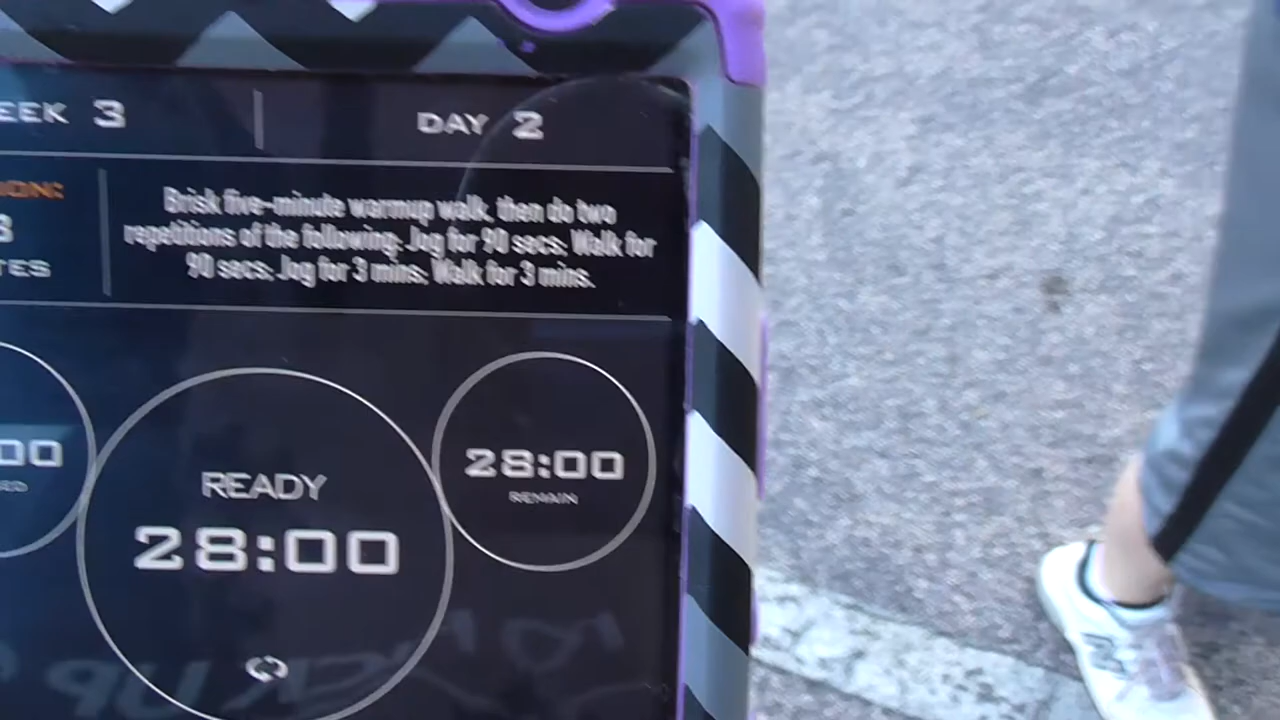 EEK 3
DAY 2
ION:
3
TES
Brisk five-minute warmup walk, then do two
repetitions of the following: Jog for 90 secs; Walk for
90 secs; Jog for 3 mins; Walk for 3 mins.
:00
READY
28:00
28:00
REMAIN
N